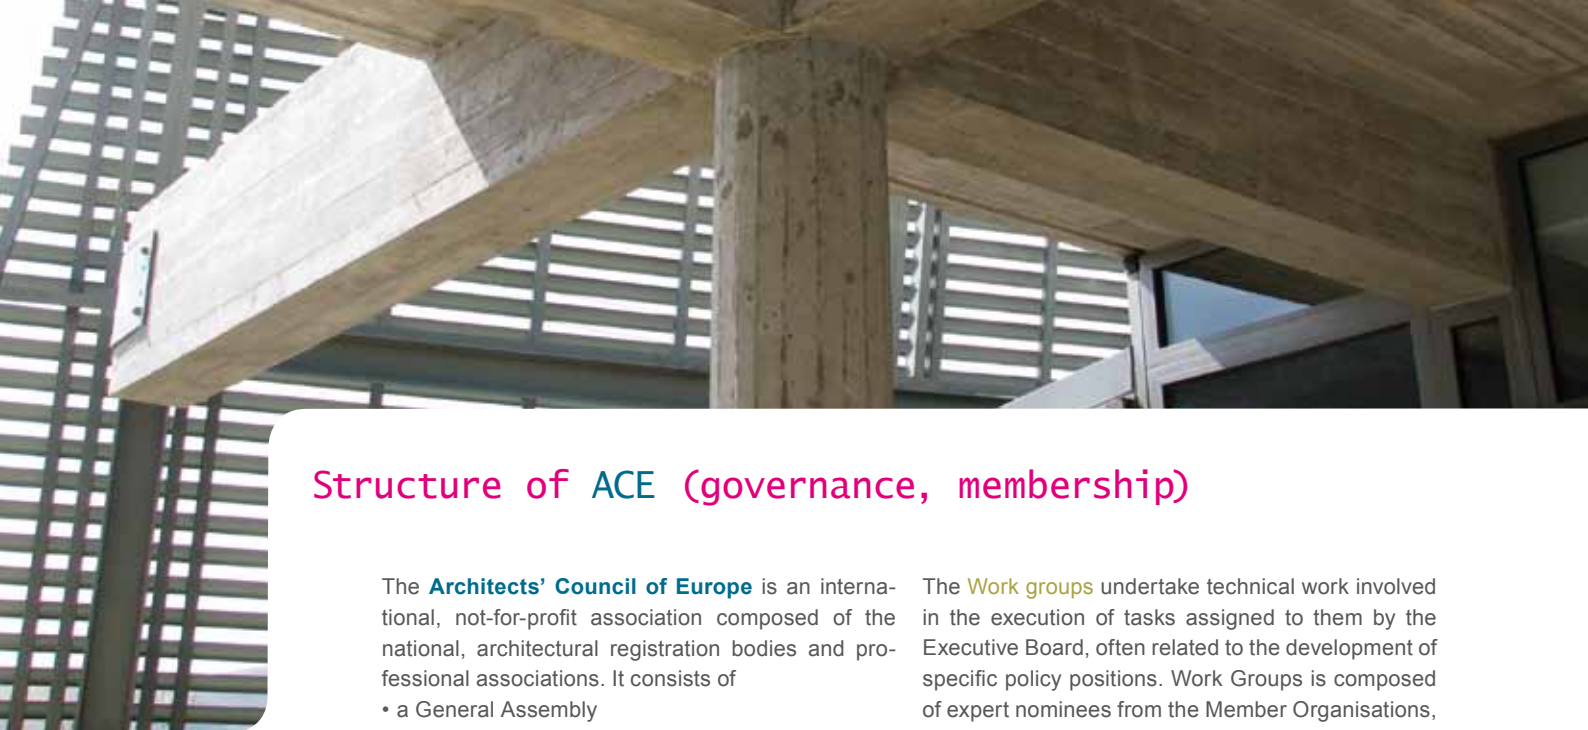 Structure of ACE (governance, membership)
The Architects’ Council of Europe is an interna-
tional, not-for-profit association composed of the
national, architectural registration bodies and pro-
fessional associations. It consists of
• a General Assembly
The Work groups undertake technical work involved
in the execution of tasks assigned to them by the
Executive Board, often related to the development of
specific policy positions. Work Groups is composed
of expert nominees from the Member Organisations,